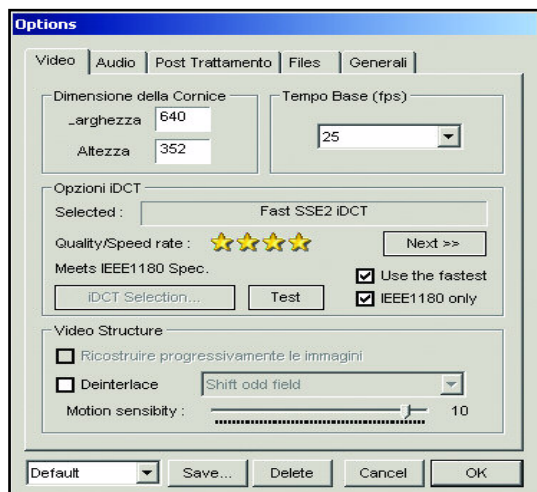 Options
Video Audio Post Trattamento Files Generali
Dimensione della Cornice
Tempo Base (fps)
_arghezza 640
25
Altezza 352
Opzioni iDCT
Selected : Fast SSE2 iDCT
Quality/Speed rate : Next >>
Meets IEEE1180 Spec.
Use the fastest
iDCT Selection... Test IEEE1180 only
Video Structure
Ricostruire progressivamente le immagini
Deinterlace Shift odd field
Motion sensibity : 10
Default Save... Delete Cancel OK